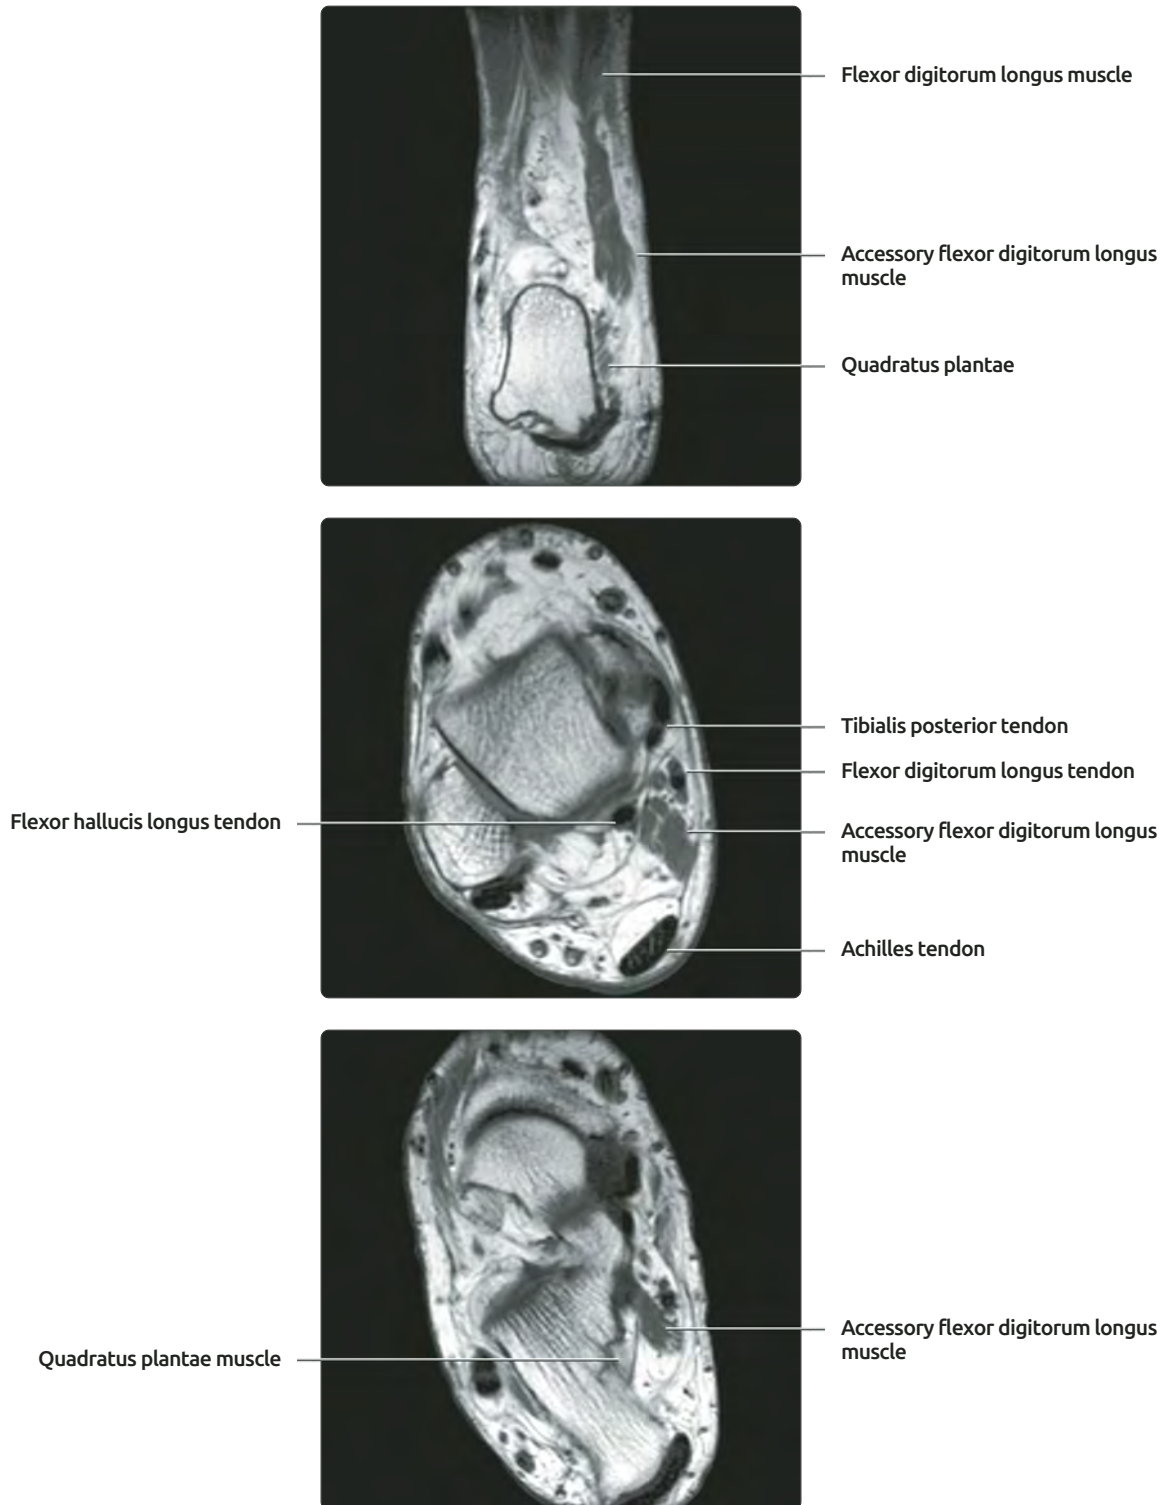 Flexor digitorum longus muscle
Accessory flexor digitorum longus
muscle
Quadratus plantae
Tibialis posterior tendon
Flexor digitorum longus tendon
Flexor hallucis longus tendon
Accessory flexor digitorum longus
muscle
Achilles tendon
Accessory flexor digitorum longus
muscle
Quadratus plantae muscle